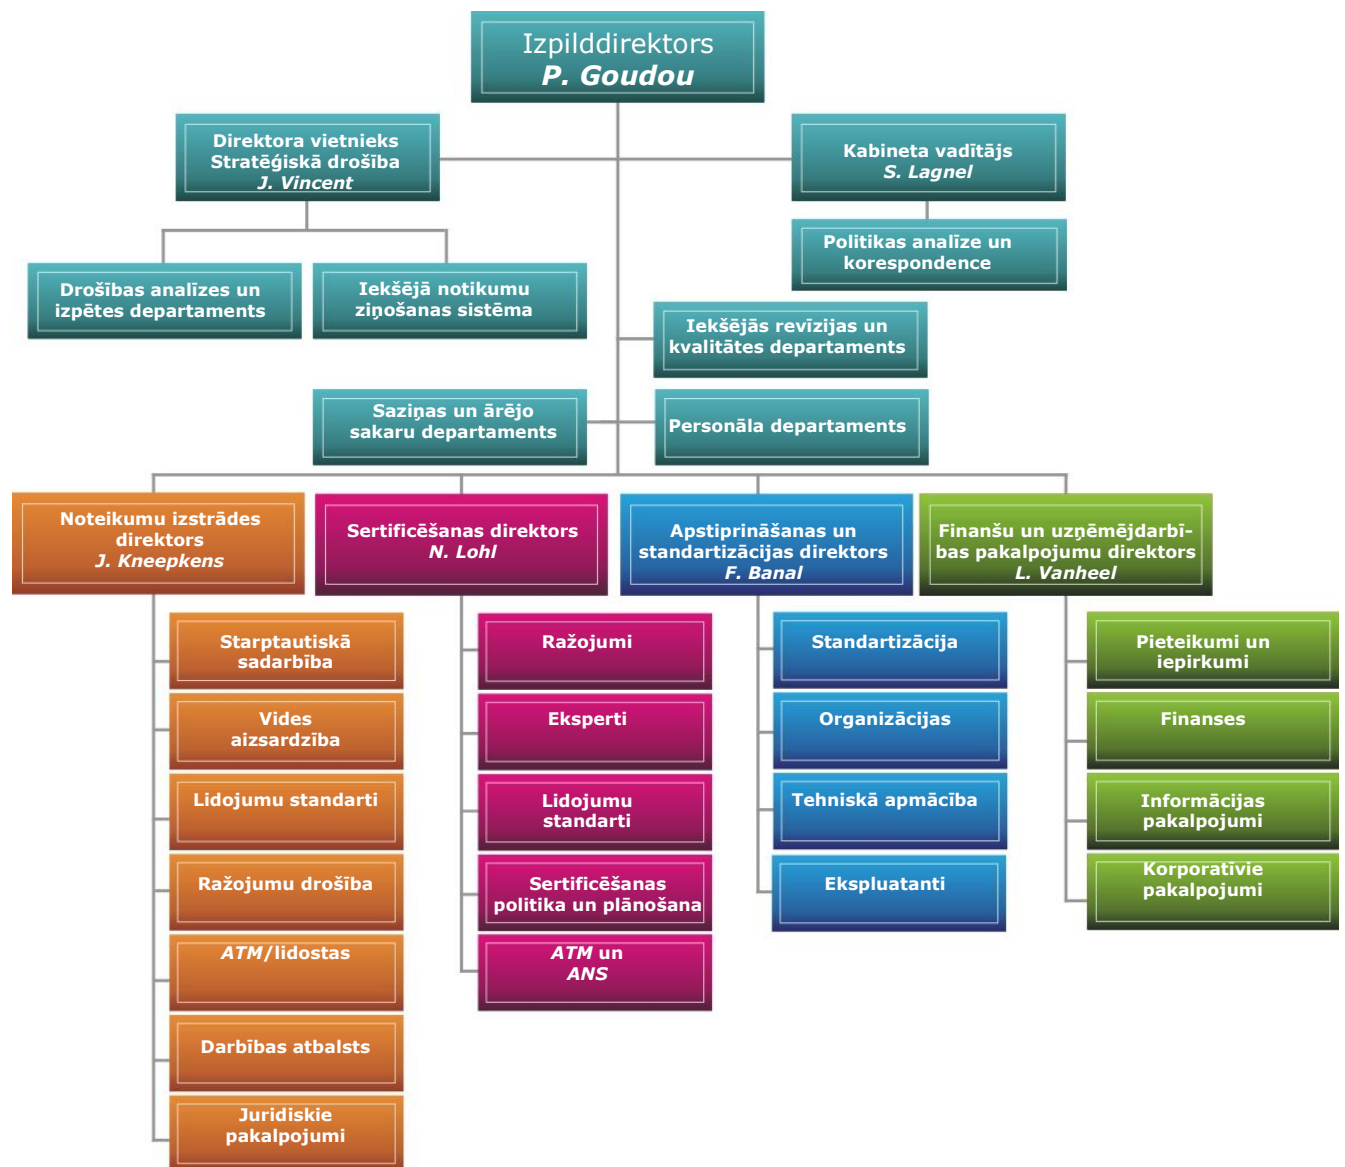 Izpilddirektors
P. Goudou
Direktora vietnieks
Stratēģiskā drošība
J. Vincent
Kabineta vadītājs
S. Lagnel
Politikas analīze un
korespondence
Drošības analīzes un
izpētes departaments
Iekšējā notikumu
ziņošanas sistēma
Iekšējās revīzijas un
kvalitātes departaments
Saziņas un ārējo
sakaru departaments
Personāla departaments
Noteikumu izstrādes
direktors
J. Kneepkens
Starptautiskā
sadarbība
Vides
aizsardzība
Lidojumu standarti
Ražojumu drošība
ATM/lidostas
Darbības atbalsts
Juridiskie
pakalpojumi
Sertificēšanas direktors
N. Lohl
Ražojumi
Eksperti
Lidojumu
standarti
Sertificēšanas
politika un plānošana
ATM un
ANS
Apstiprināšanas un
standartizācijas direktors
F. Banal
Standartizācija
Organizācijas
Tehniskā apmācība
Ekspluatanti
Finanšu un uzņēmējdarbī-
bas pakalpojumu direktors
L. Vanheel
Pieteikumi un
iepirkumi
Finanses
Informācijas
pakalpojumi
Korporatīvie
pakalpojumi